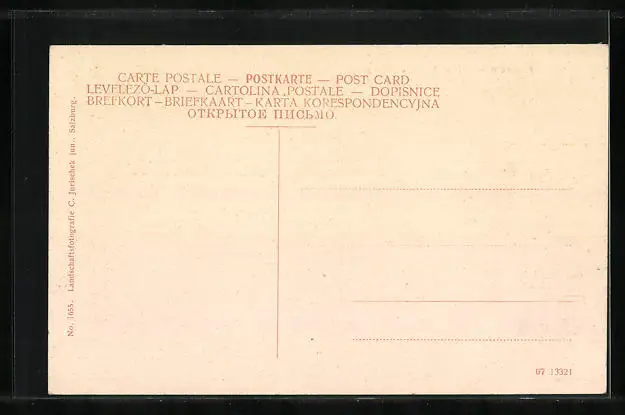 CARTE POSTALE — POSTKARTE — POST CARD
LEVELEZŐ-LAP — CARTOLINA POSTALE — DOPISNICE
BREFKORT – BRIEFKAART – KARTA KORESPONDENCYJNA
ОТКРЫТОЕ ПИСЬМО.
No. 1655. Landschaftsfotografie C. Jurischek jun., Salzburg.
07 13321